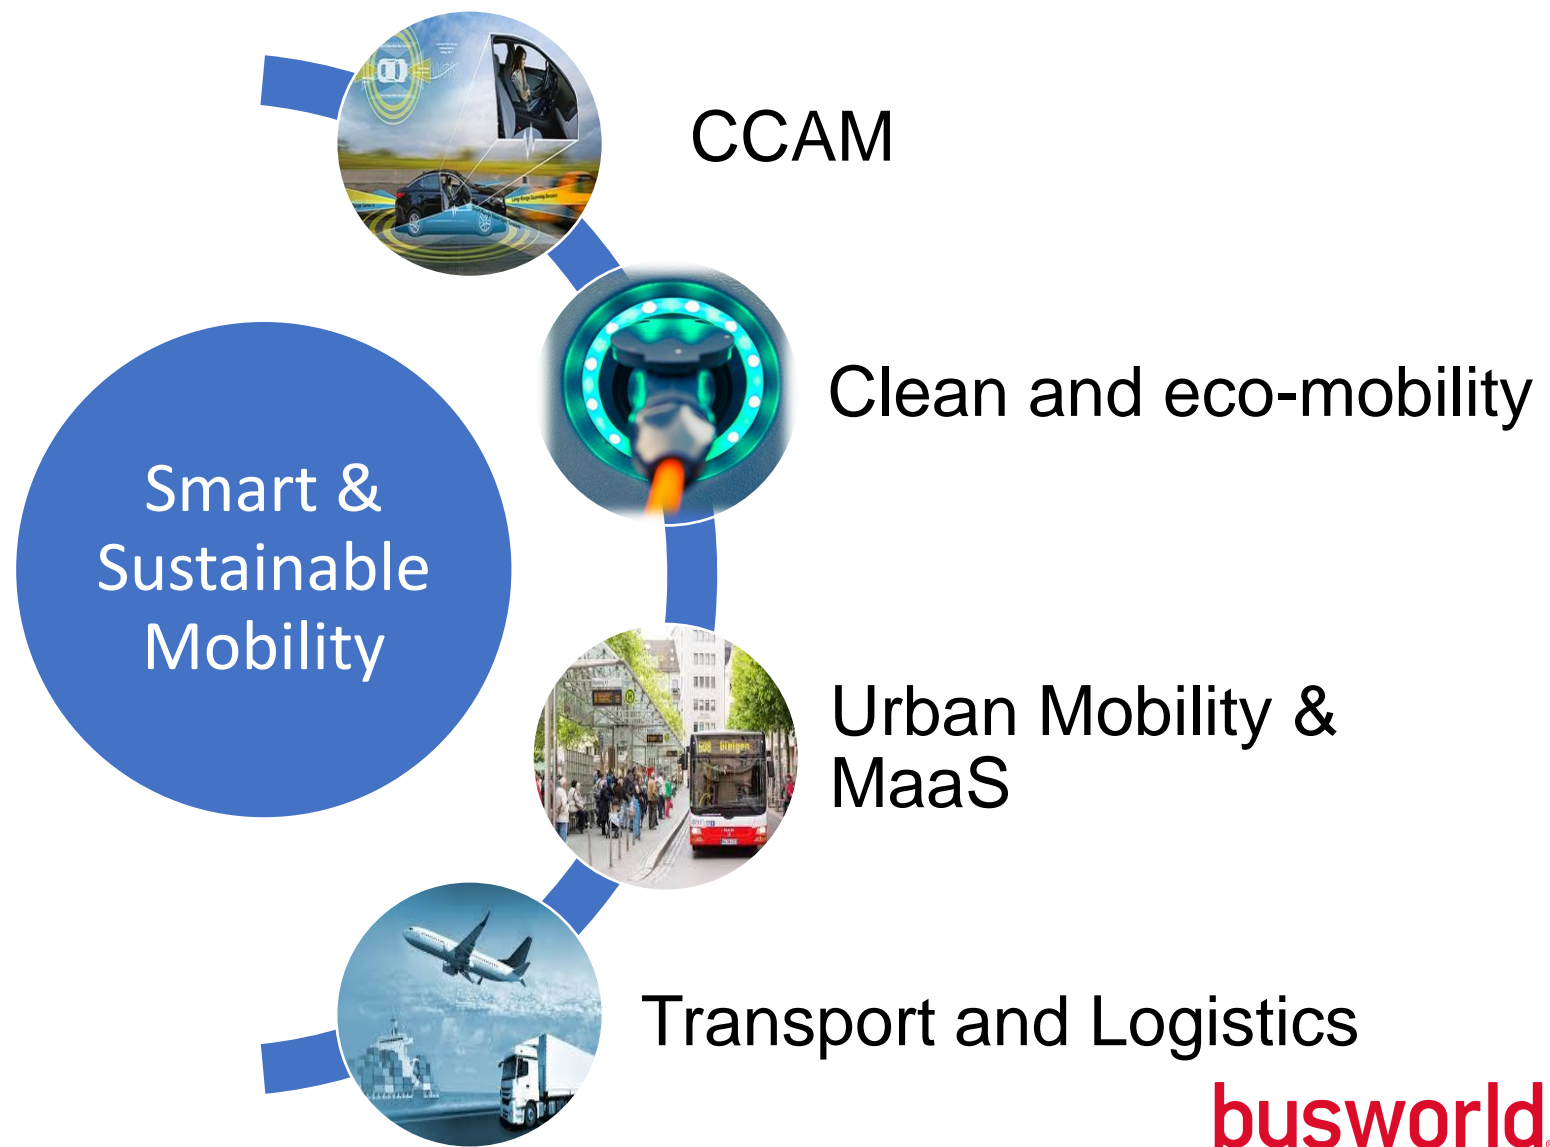 CCAM
Clean and eco-mobility
Smart &
Sustainable
Mobility
Urban Mobility &
MaaS
Transport and Logistics
busworld